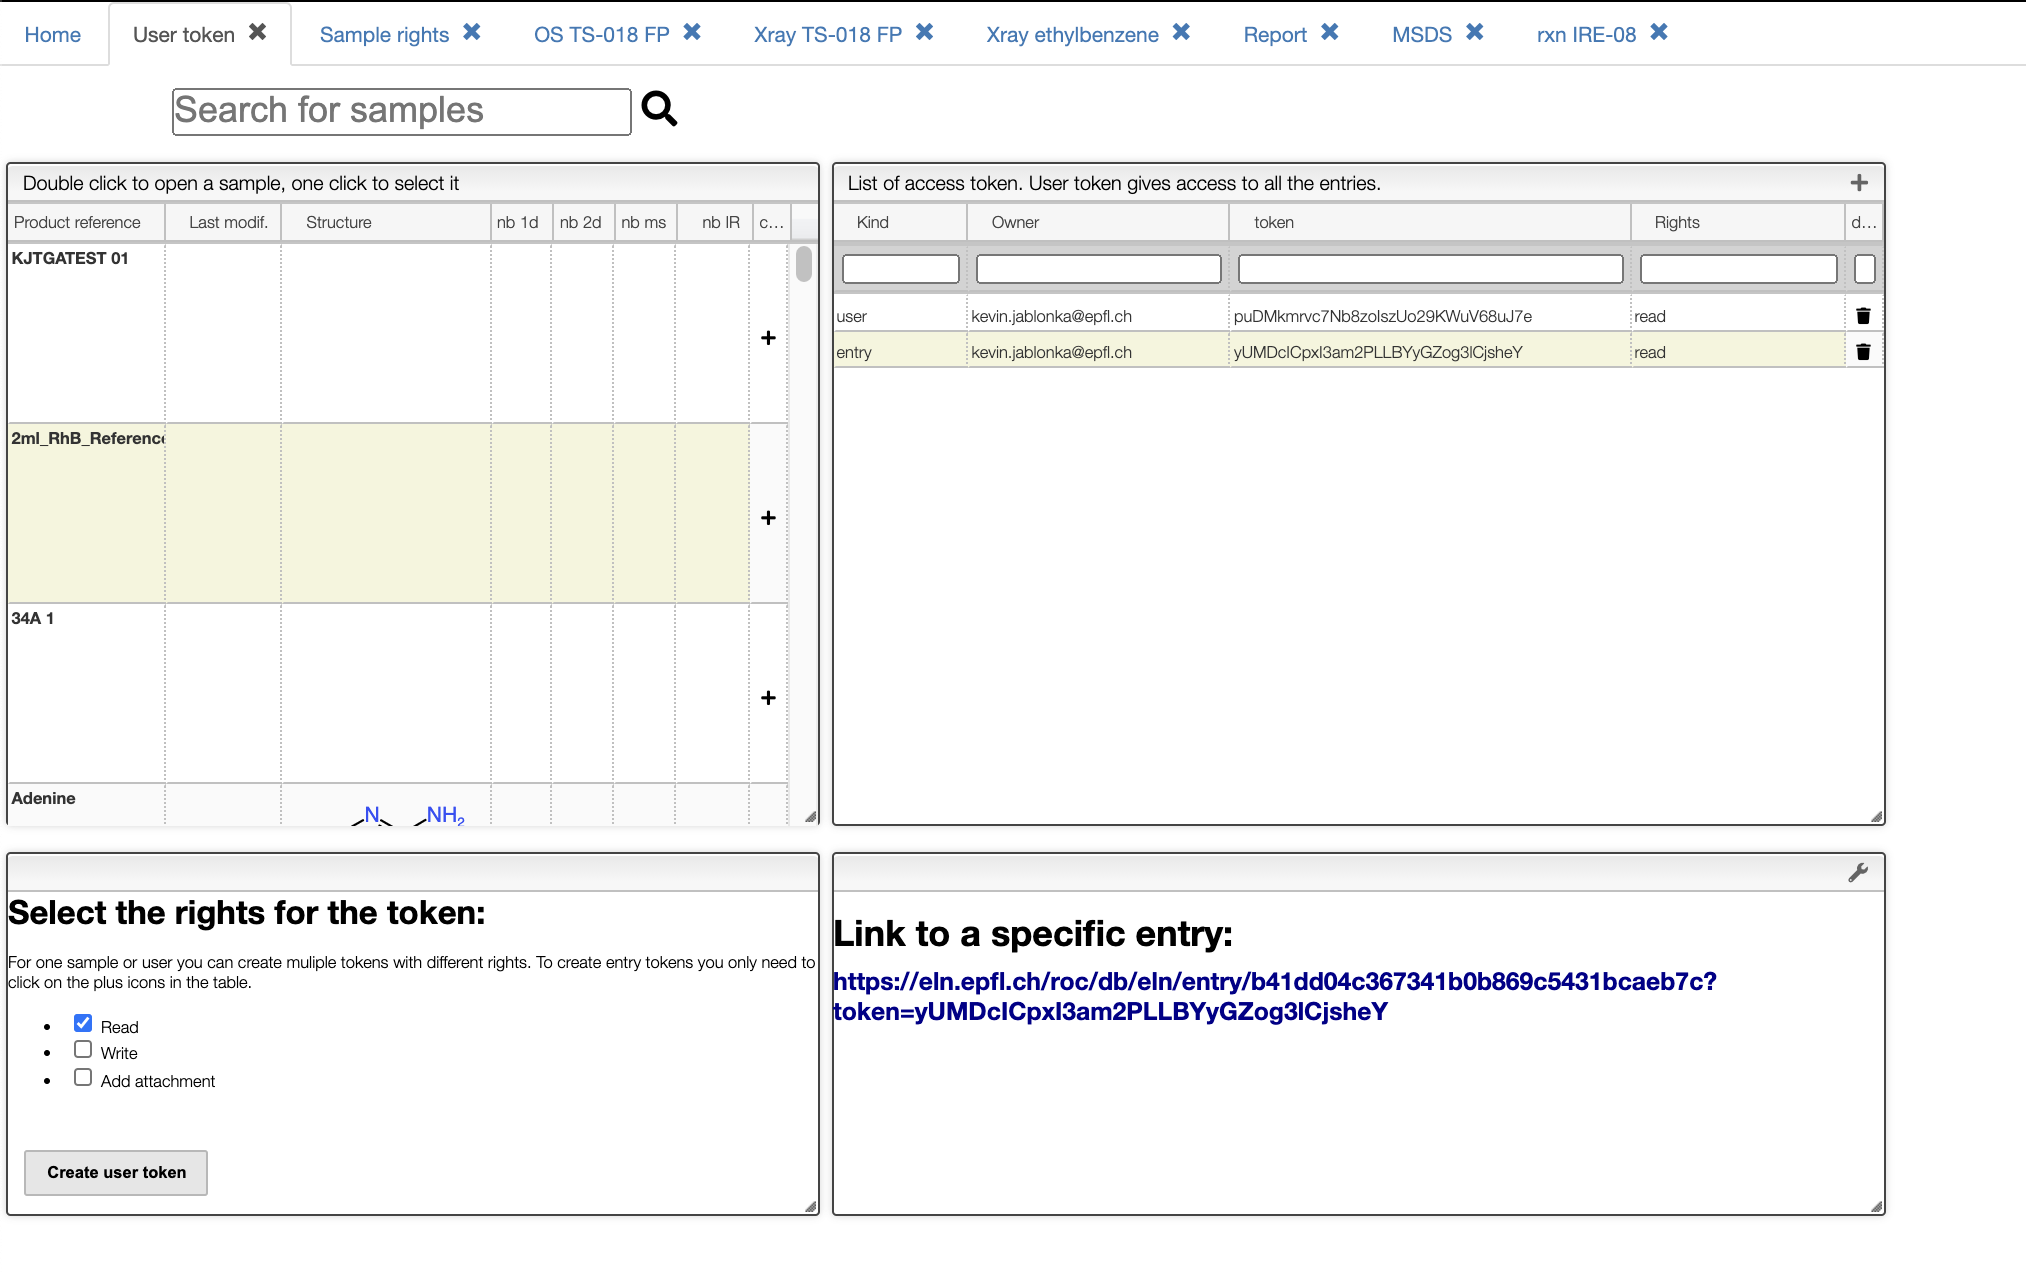 Home User token Sample rights OS TS-018 FP Xray TS-018 FP Xray ethylbenzene Report MSDS rxn IRE-08
Search for samples
Double click to open a sample, one click to select it
Product reference Last modif. Structure nb 1d nb 2d nb ms nb IR c...
KJTGATEST 01
2ml_RhB_Reference
34A 1
Adenine
N NH2
List of access token. User token gives access to all the entries.
Kind Owner token Rights d...
user kevin.jablonka@epfl.ch puDMkmrvc7Nb8zoIszUo29KWuV68uJ7e read
entry kevin.jablonka@epfl.ch yUMDcICpxI3am2PLLBYyGZog3lCjsheY read
Select the rights for the token:
For one sample or user you can create muliple tokens with different rights. To create entry tokens you only need to
click on the plus icons in the table.
Read
Write
Add attachment
Create user token
Link to a specific entry:
https://eln.epfl.ch/roc/db/eln/entry/b41dd04c367341b0b869c5431bcaeb7c?
token=yUMDcICpxI3am2PLLBYyGZog3lCjsheY